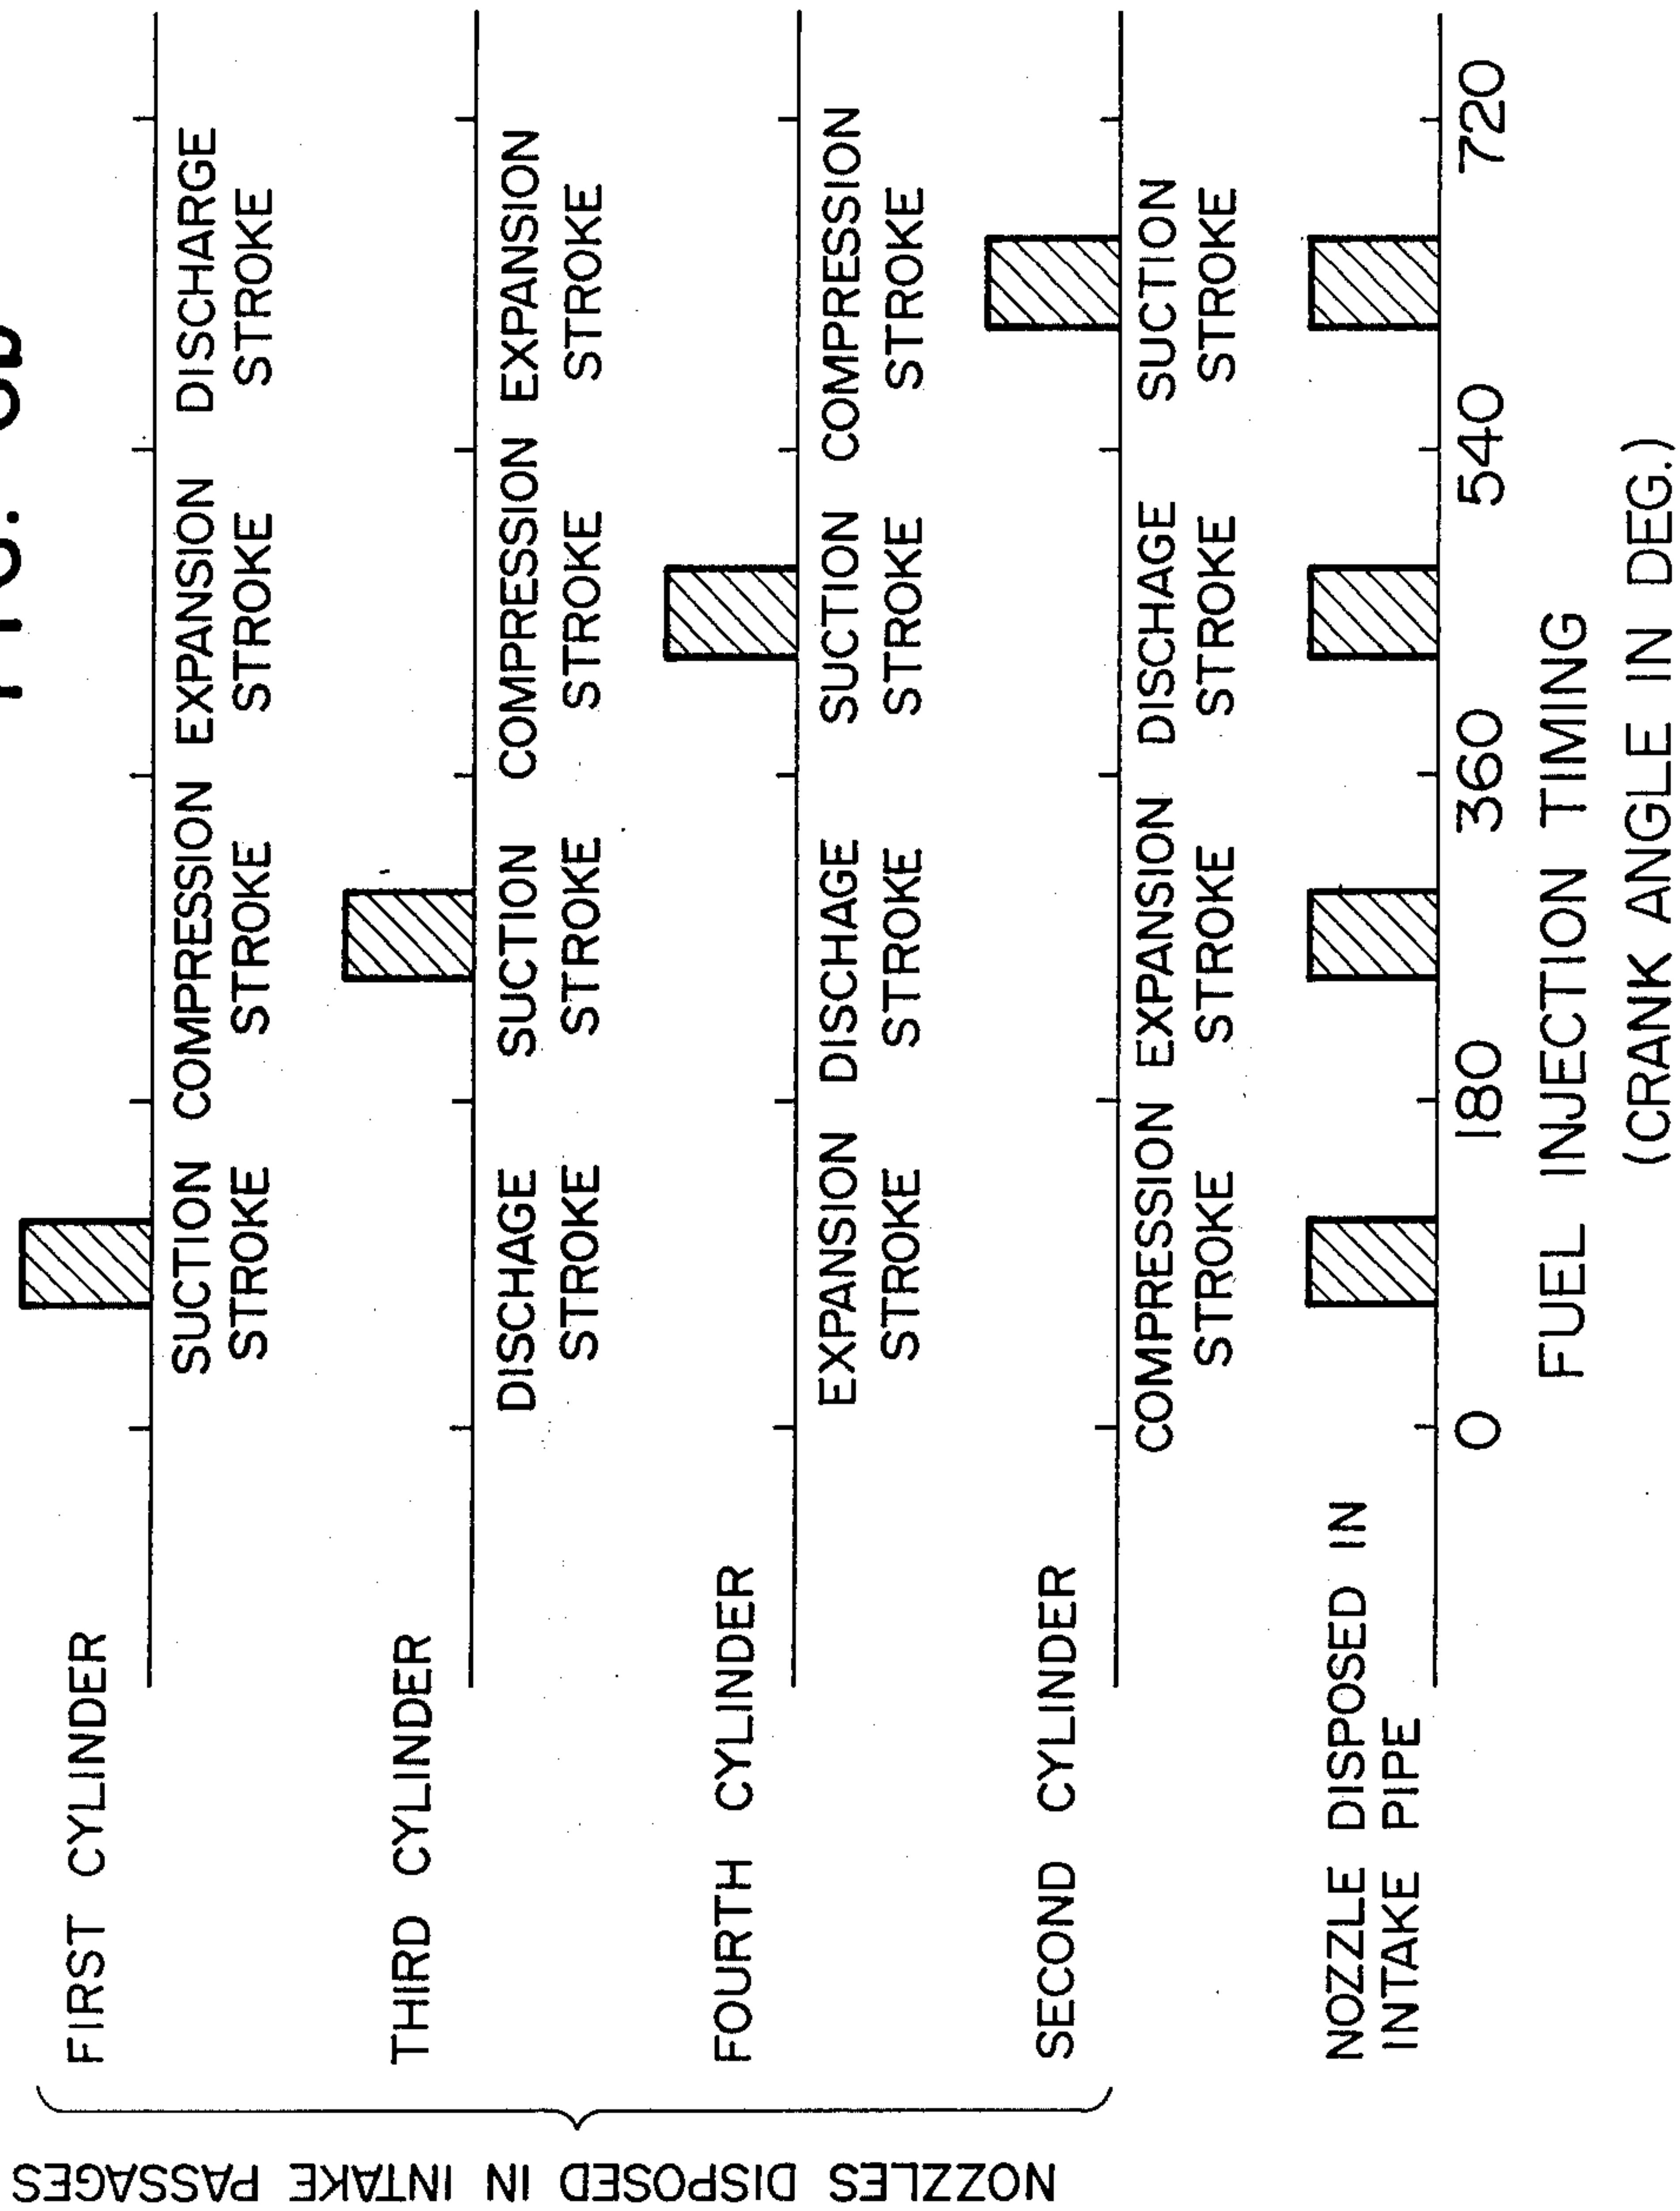 NOZZLES DISPOSED IN INTAKE PASSAGES
FIRST CYLINDER
SUCTION COMPRESSION EXPANSION DISCHARGE
STROKE STROKE STROKE STROKE
THIRD CYLINDER
DISCHAGE SUCTION COMPRESSION EXPANSION
STROKE STROKE STROKE STROKE
FOURTH CYLINDER
EXPANSION DISCHAGE SUCTION COMPRESSION
STROKE STROKE STROKE STROKE
SECOND CYLINDER
COMPRESSION EXPANSION DISCHAGE SUCTION
STROKE STROKE STROKE STROKE
NOZZLE DISPOSED IN
INTAKE PIPE
0 180 360 540 720
FUEL INJECTION TIMING
(CRANK ANGLE IN DEG.)